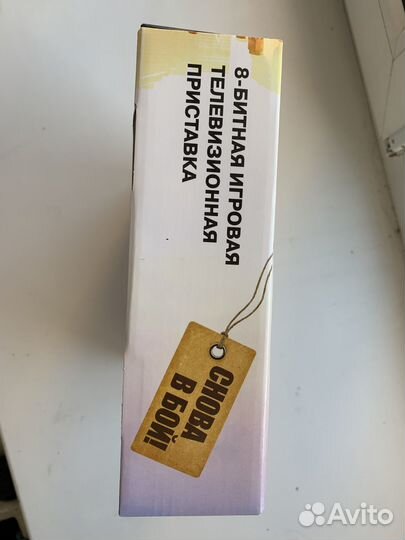 8-БИТНАЯ ИГРОВАЯ
ТЕЛЕВИЗИОННАЯ
ПРИСТАВКА
СНОВА
В БОЙ!
Avito